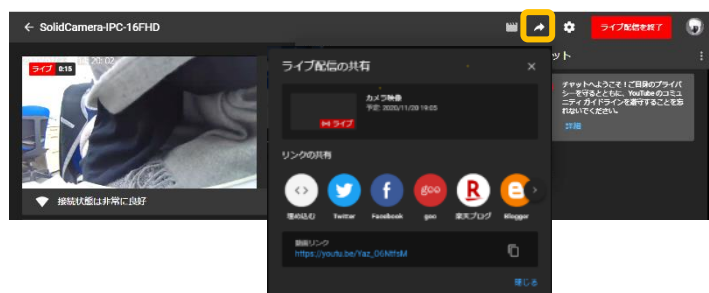 ← SolidCamera-IPC-16FHD
ライブ配信を終了
ライブ 0:15
ット
ライブ配信の共有
×
カメラ映像
予定: 2020/11/20 19:05
ライブ
チャットへようこそ！ご自身のプライバ
シーを守るとともに、YouTube のコミュ
ニティ ガイドラインを遵守することを忘
れないでください。
詳細
リンクの共有
埋め込む
Twitter
f
Facebook
goo
goo
R
楽天ブログ
Blogger
接続状態は非常に良好
動画リンク
閉じる